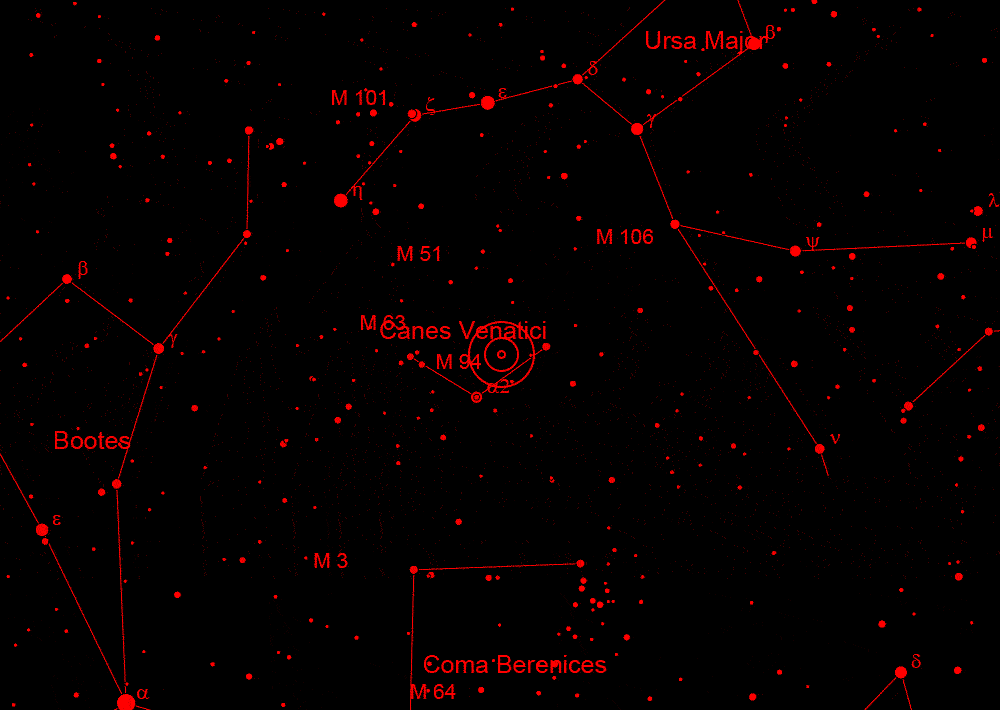 Ursa Major
β
δ
ε
M 101
ζ
γ
η
λ
M 106
μ
ψ
M 51
β
M 63
Canes Venatici
γ
M 94
α2
Bootes
ν
ε
M 3
Coma Berenices
δ
M 64
α